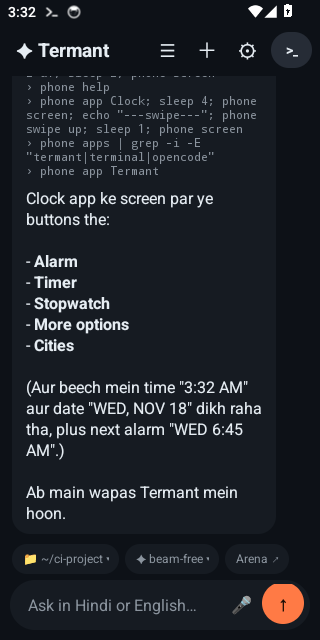 3:32
Termant
>_
› phone help
› phone app Clock; sleep 4; phone
screen; echo "---swipe---"; phone
swipe up; sleep 1; phone screen
› phone apps | grep -i -E
"termant|terminal|opencode"
› phone app Termant
Clock app ke screen par ye
buttons the:
- Alarm
- Timer
- Stopwatch
- More options
- Cities
(Aur beech mein time "3:32 AM"
aur date "WED, NOV 18" dikh raha
tha, plus next alarm "WED 6:45
AM".)
Ab main wapas Termant mein
hoon.
📁 ~/ci-project ▾ ✦ beam-free ▾ Arena ↗
Ask in Hindi or English…